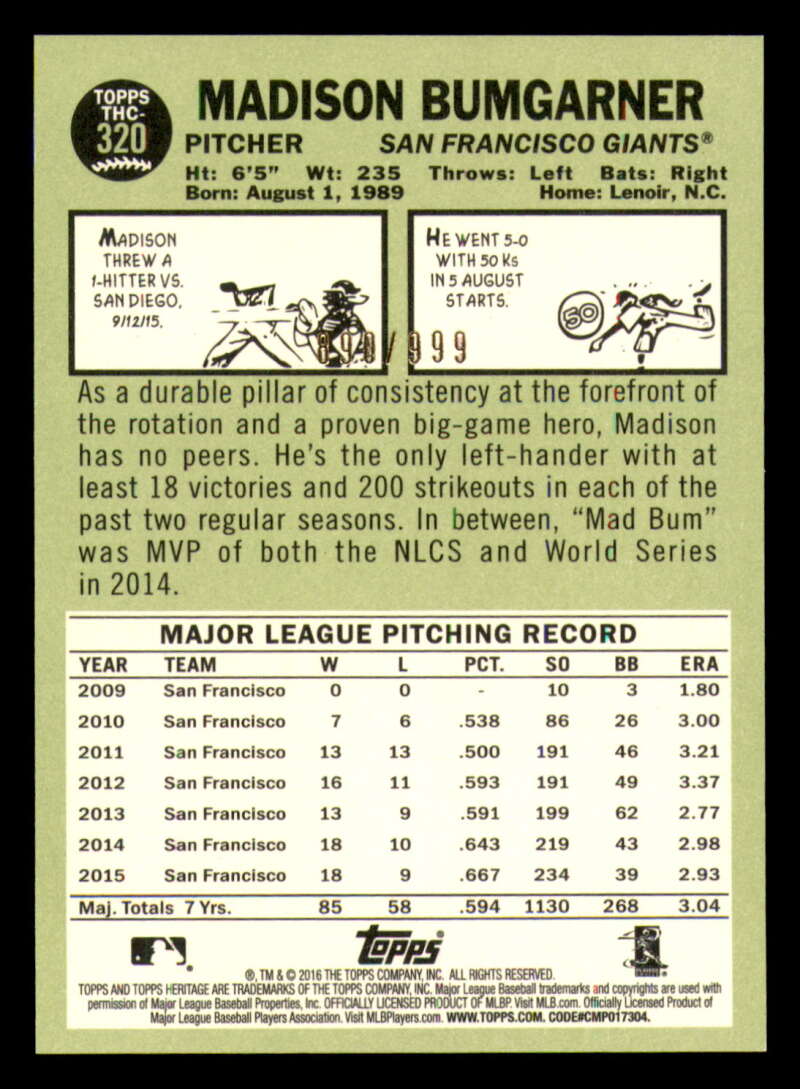 TOPPS
THC-
320
MADISON BUMGARNER
PITCHER SAN FRANCISCO GIANTS®
Ht: 6'5" Wt: 235 Throws: Left Bats: Right
Born: August 1, 1989 Home: Lenoir, N.C.
MADISON
THREW A
1-HITTER VS.
SAN DIEGO,
9/12/15.
HE WENT 5-0
WITH 50 Ks
IN 5 AUGUST
STARTS.
50
/999
As a durable pillar of consistency at the forefront of
the rotation and a proven big-game hero, Madison
has no peers. He's the only left-hander with at
least 18 victories and 200 strikeouts in each of the
past two regular seasons. In between, "Mad Bum"
was MVP of both the NLCS and World Series
in 2014.
MAJOR LEAGUE PITCHING RECORD
YEAR TEAM W L PCT. SO BB ERA
2009 San Francisco 0 0 - 10 3 1.80
2010 San Francisco 7 6 .538 86 26 3.00
2011 San Francisco 13 13 .500 191 46 3.21
2012 San Francisco 16 11 .593 191 49 3.37
2013 San Francisco 13 9 .591 199 62 2.77
2014 San Francisco 18 10 .643 219 43 2.98
2015 San Francisco 18 9 .667 234 39 2.93
Maj. Totals 7 Yrs. 85 58 .594 1130 268 3.04
Topps®
®, TM & © 2016 THE TOPPS COMPANY, INC. ALL RIGHTS RESERVED.
TOPPS AND TOPPS HERITAGE ARE TRADEMARKS OF THE TOPPS COMPANY, INC. Major League Baseball trademarks and copyrights are used with
permission of Major League Baseball Properties, Inc. OFFICIALLY LICENSED PRODUCT OF MLBP. Visit MLB.com. Officially Licensed Product of
Major League Baseball Players Association. Visit MLBPlayers.com. WWW.TOPPS.COM. CODE#CMP017304.